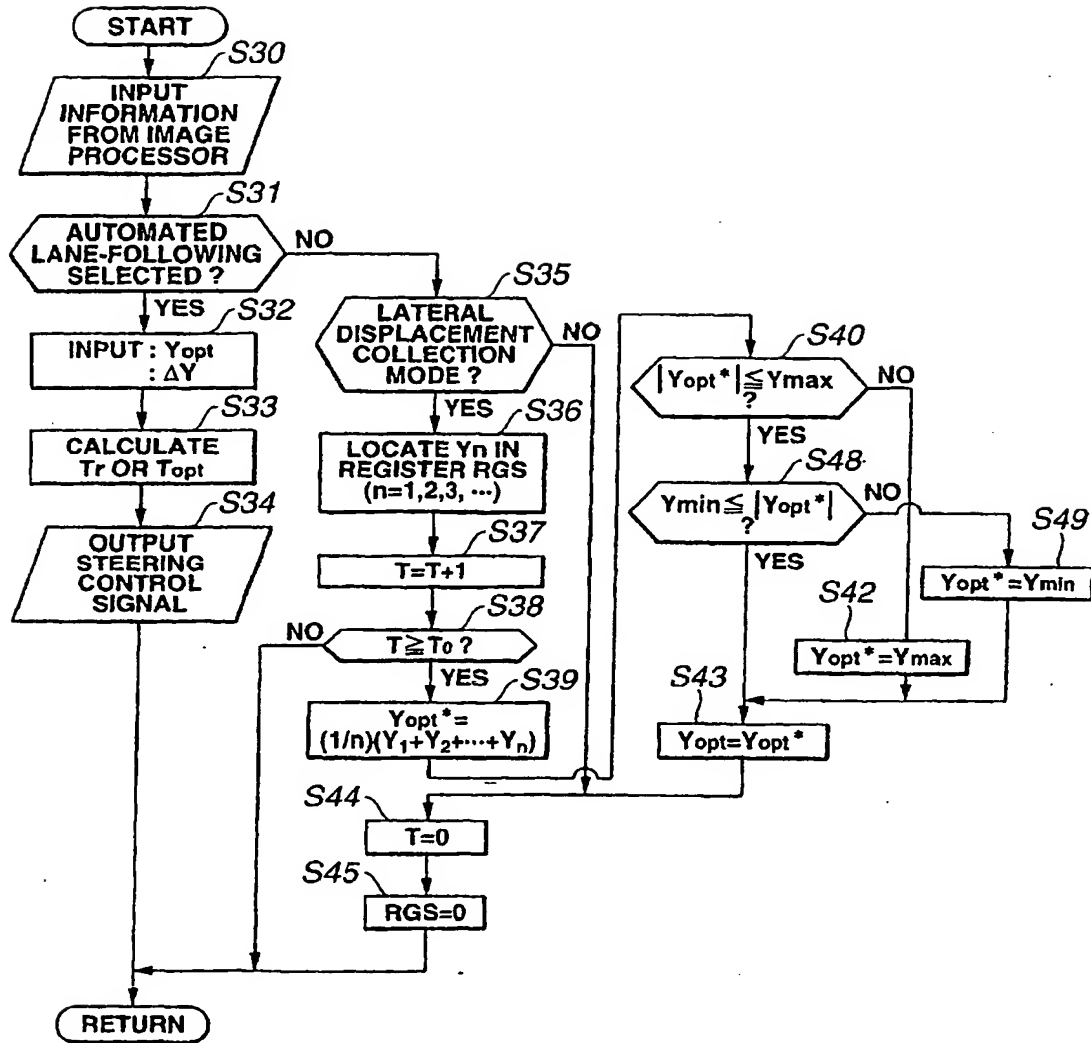 START
S30
INPUT
INFORMATION
FROM IMAGE
PROCESSOR
S31
AUTOMATED
LANE-FOLLOWING
SELECTED ?
NO
YES
S32
INPUT : Yopt
: ΔY
S33
CALCULATE
Tr OR Topt
S34
OUTPUT
STEERING
CONTROL
SIGNAL
S35
LATERAL
DISPLACEMENT
COLLECTION
MODE ?
NO
YES
S36
LOCATE Yn IN
REGISTER RGS
(n=1,2,3, ···)
S37
T=T+1
S38
NO
T≧T0 ?
YES
S39
Yopt*=
(1/n)(Y1+Y2+····+Yn)
S40
|Yopt*|≦Ymax
?
NO
YES
S48
Ymin≦|Yopt*|
?
NO
YES
S49
Yopt*=Ymin
S42
Yopt*=Ymax
S43
Yopt=Yopt*
S44
T=0
S45
RGS=0
RETURN